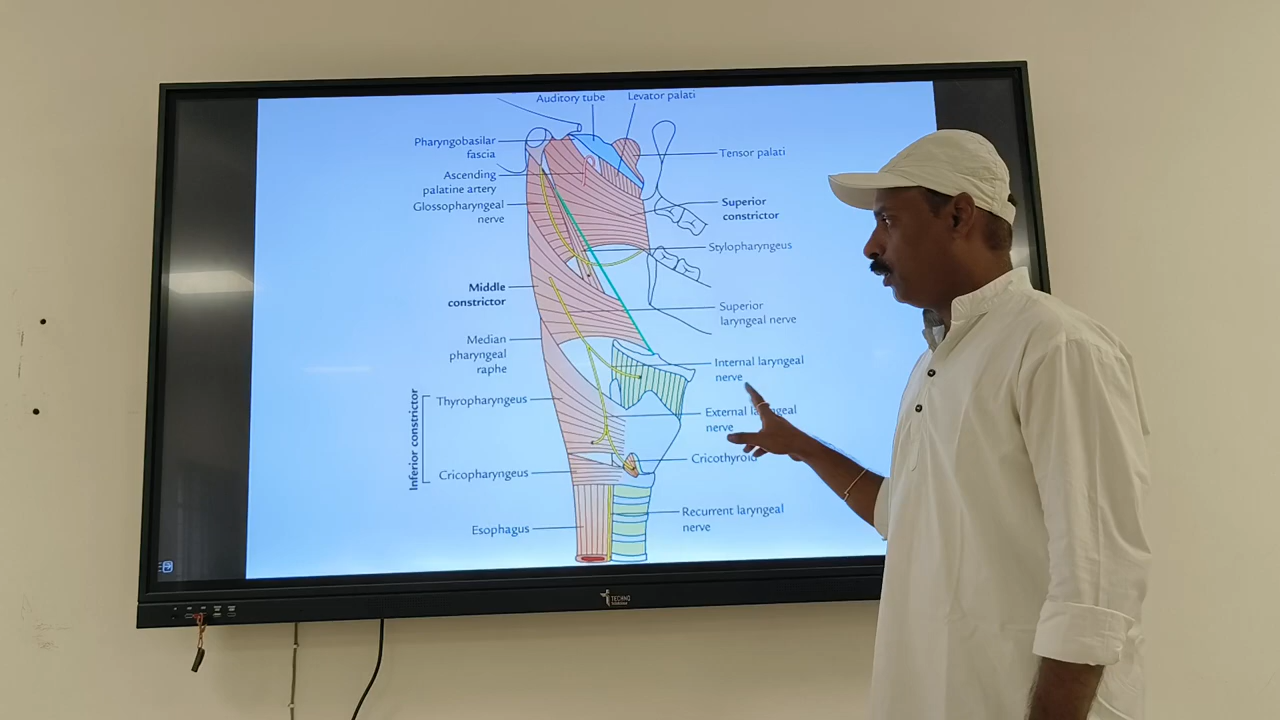 Auditory tube
Levator palati
Pharyngobasilar
fascia
Tensor palati
Ascending
palatine artery
Glossopharyngeal
nerve
Superior
constrictor
Stylopharyngeus
Middle
constrictor
Superior
laryngeal nerve
Median
pharyngeal
raphe
Internal laryngeal
nerve
Inferior constrictor
Thyropharyngeus
External laryngeal
nerve
Cricothyroid
Cricopharyngeus
Recurrent laryngeal
nerve
Esophagus
TECHNO